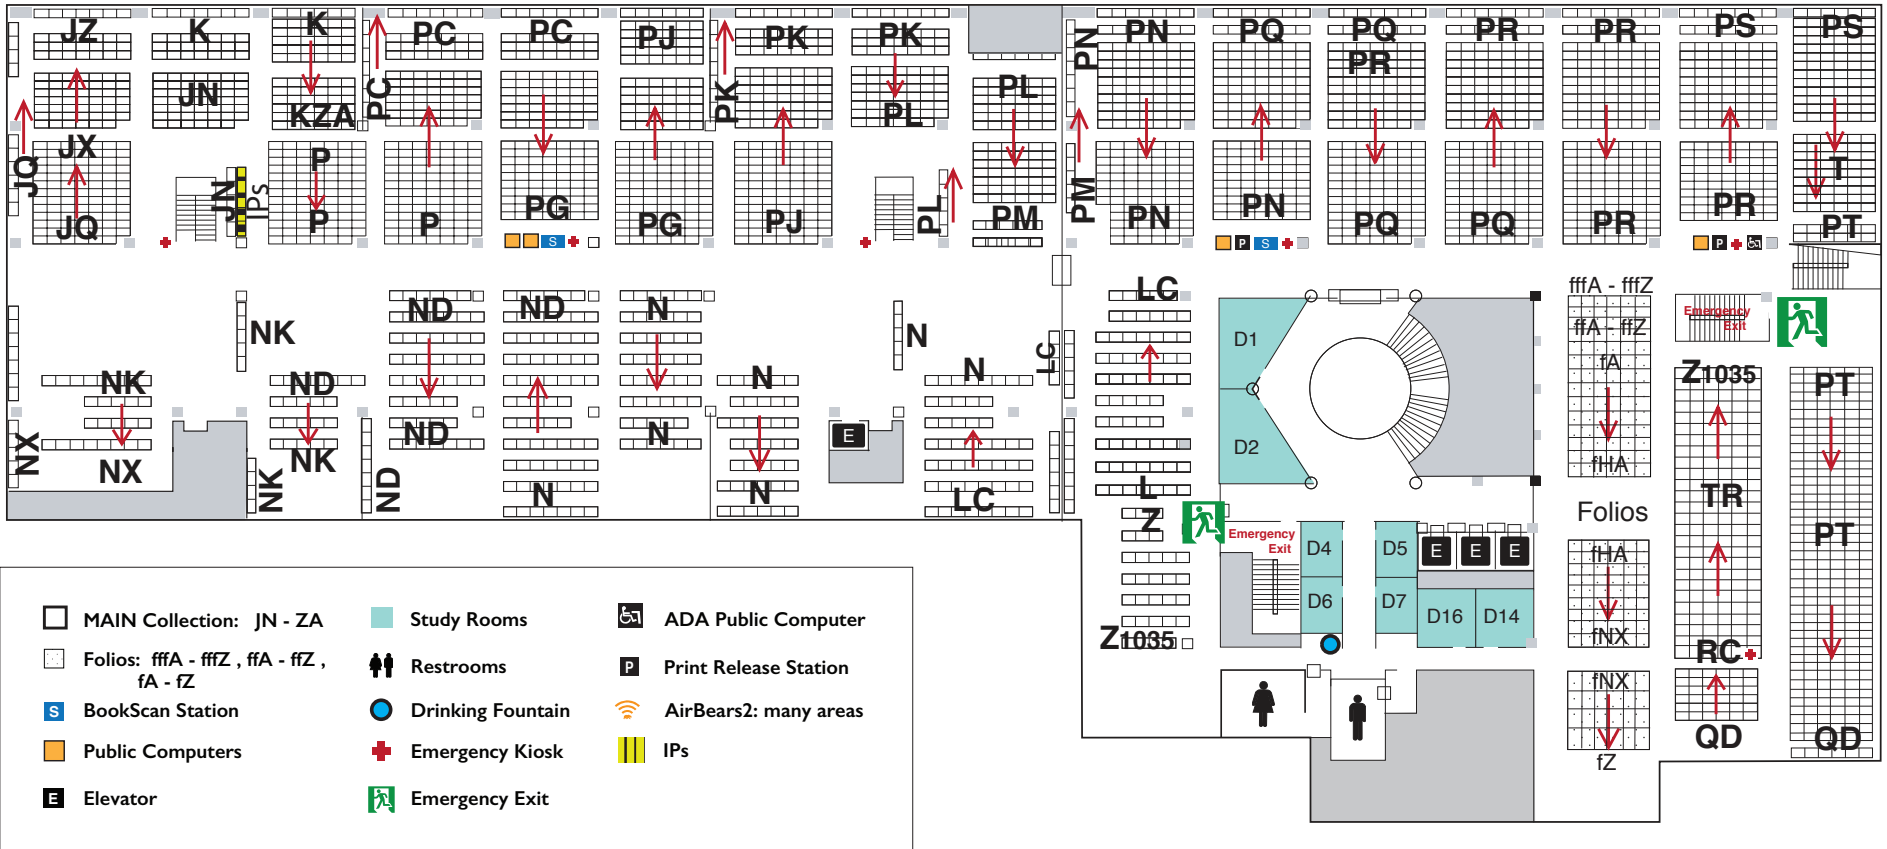 JZ K K PC PC PJ PK PK PN PN PQ PQ PR PR PS PS
PR
JN KZA PC PK PL PL
JX P T
JQ JN IPs PL PM PM
JQ P P PG PG PJ PN PN PQ PQ PR PR PT
S P S P
ND ND N LC fffA - fffZ
NK N LC D1 ffA - ffZ Emergency
Exit
fA
NK ND N N Z1035 PT
ND N D2
NX NX NK fHA
NK ND N N LC L TR
Z Folios PT
Emergency
Exit
D4 D5 E E E
E
fHA
D6 D7 D16 D14
Z1035 fNX RC
fNX
QD QD
fZ
MAIN Collection: JN - ZA
Folios: fffA - fffZ , ffA - ffZ ,
fA - fZ
S BookScan Station
Public Computers
E Elevator
Study Rooms
Restrooms
Drinking Fountain
Emergency Kiosk
Emergency Exit
ADA Public Computer
P Print Release Station
AirBears2: many areas
IPs